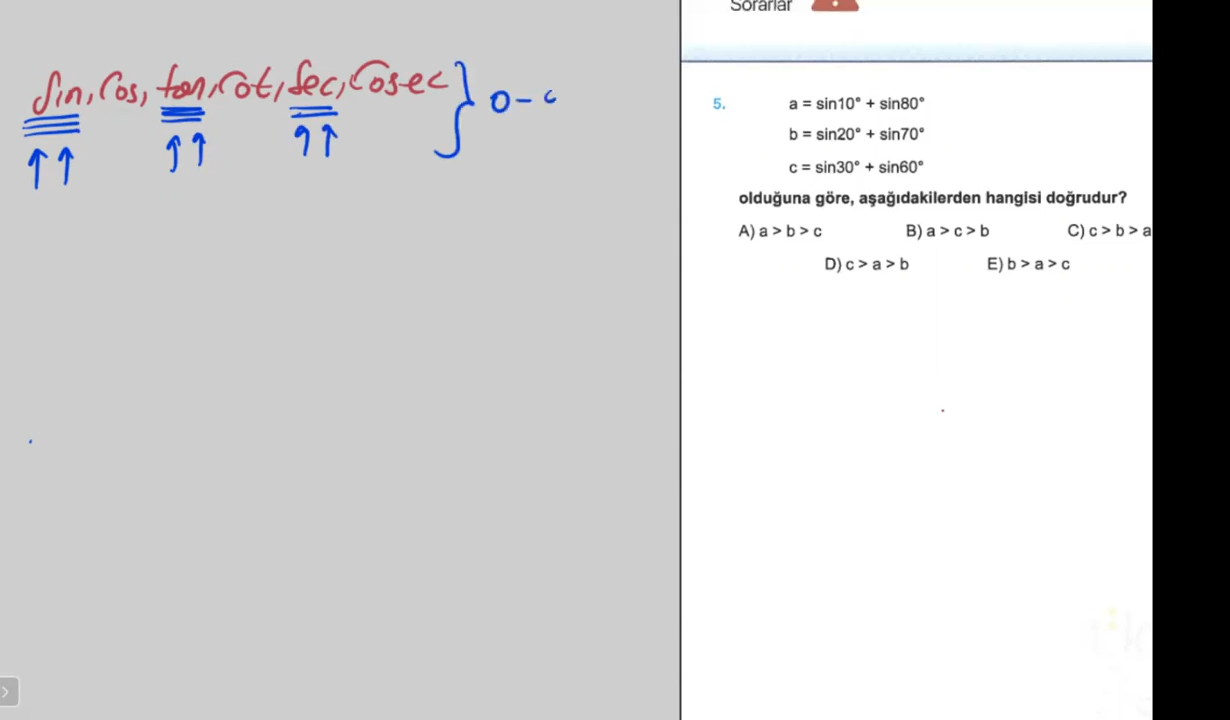 sin, cos, tan, cot, sec, cosec } 0 -
Sorarlar
5.
a = sin10° + sin80°
b = sin20° + sin70°
c = sin30° + sin60°
olduğuna göre, aşağıdakilerden hangisi doğrudur?
A) a > b > c B) a > c > b C) c > b > a
D) c > a > b E) b > a > c